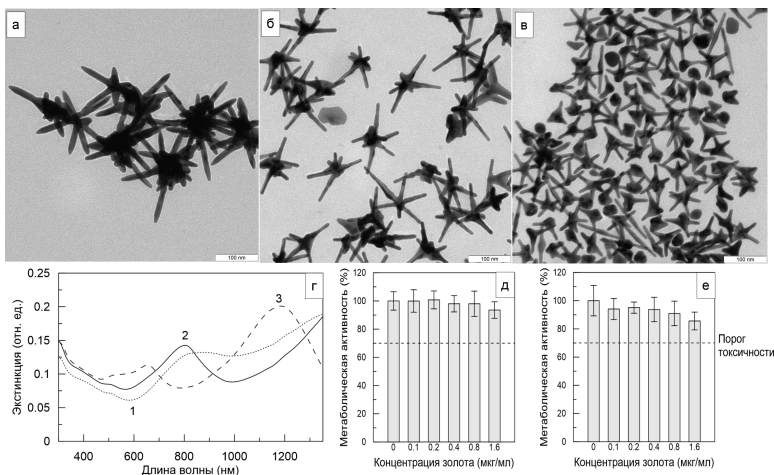 а
б
в
100 nm
100 nm
100 nm
г
д
е
Экстинкция (отн. ед.)
0.25
0.2
0.15
0.1
0.05
0
1
2
3
400
600
800
1000
1200
Длина волны (нм)
Метаболическая активность (%)
120
100
80
60
40
20
0
0
0.1
0.2
0.4
0.8
1.6
Концентрация золота (мкг/мл)
Метаболическая активность (%)
120
100
80
60
40
20
0
0
0.1
0.2
0.4
0.8
1.6
Концентрация золота (мкг/мл)
Порог
токсичности